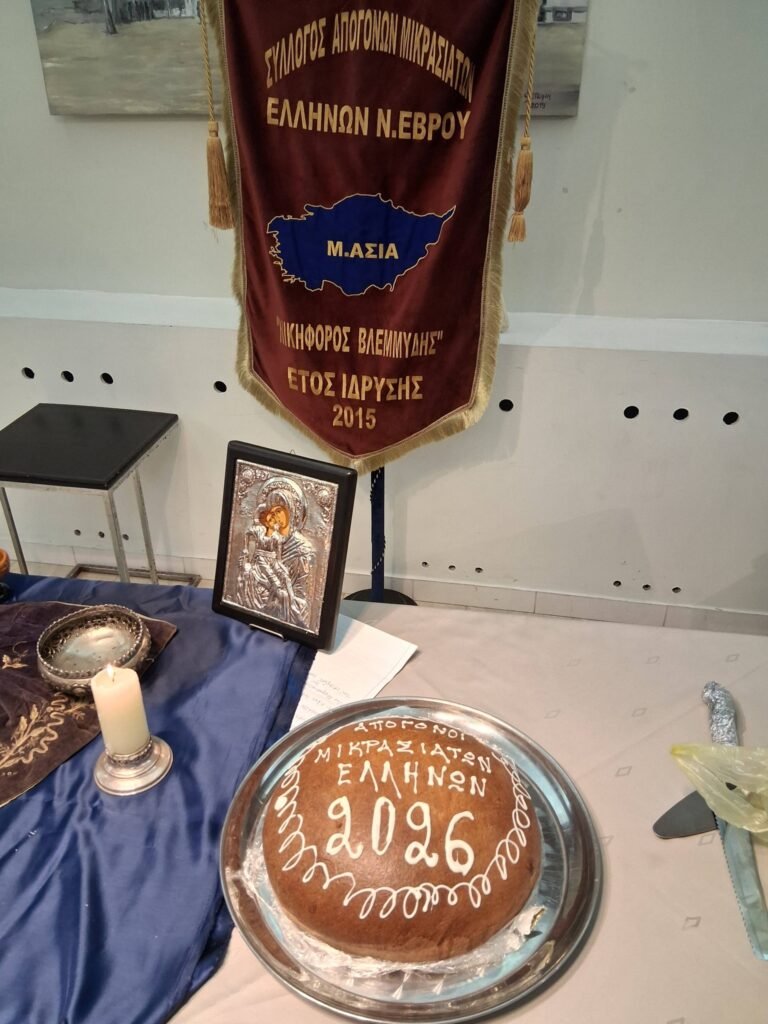 ΣΥΛΛΟΓΟΣ ΑΠΟΓΟΝΩΝ ΜΙΚΡΑΣΙΑΤΩΝ
ΕΛΛΗΝΩΝ Ν.ΕΒΡΟΥ
Μ.ΑΣΙΑ
"ΝΙΚΗΦΟΡΟΣ ΒΛΕΜΜΥΔΗΣ"
ΕΤΟΣ ΙΔΡΥΣΗΣ
2015
ΑΠΟΓΟΝΟΙ
ΜΙΚΡΑΣΙΑΤΩΝ
ΕΛΛΗΝΩΝ
2026